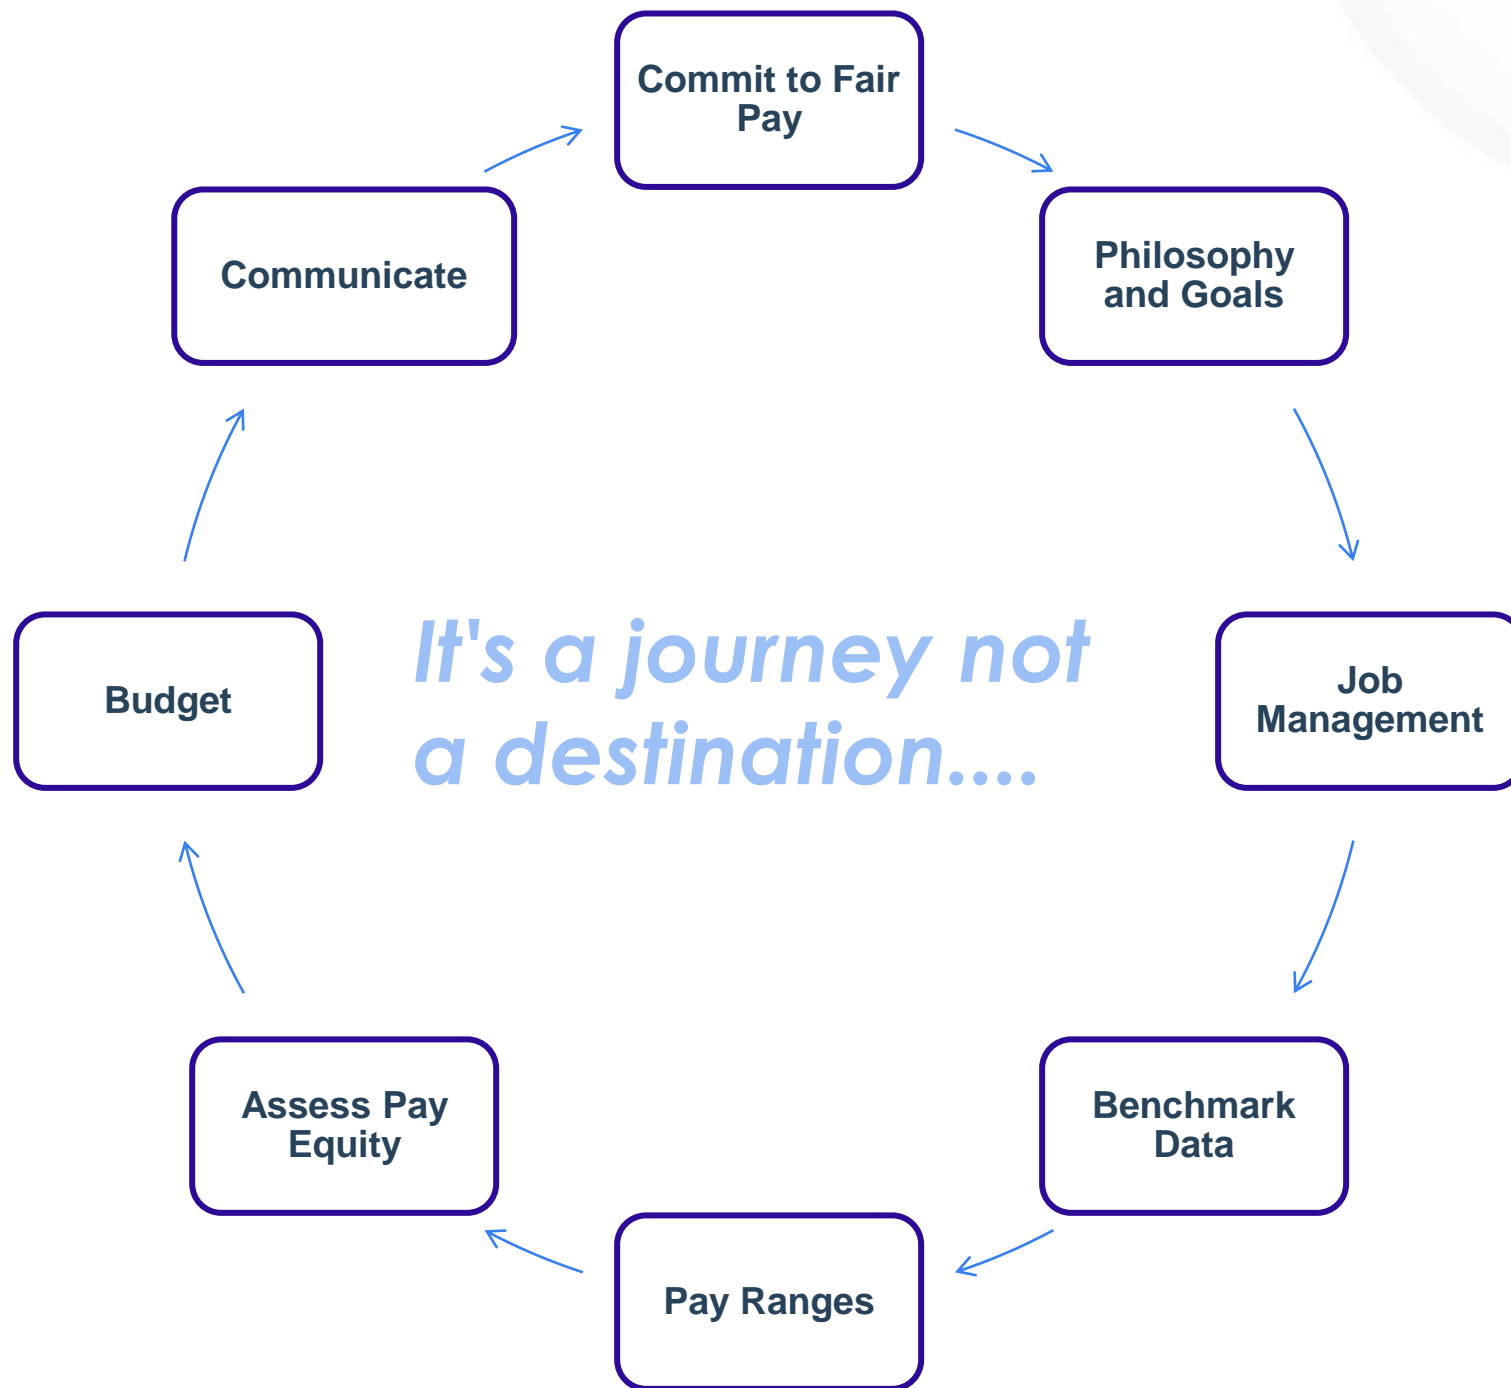 Commit to Fair
Pay
Philosophy
and Goals
Job
Management
Benchmark
Data
Pay Ranges
Assess Pay
Equity
Budget
Communicate
It's a journey not
a destination....